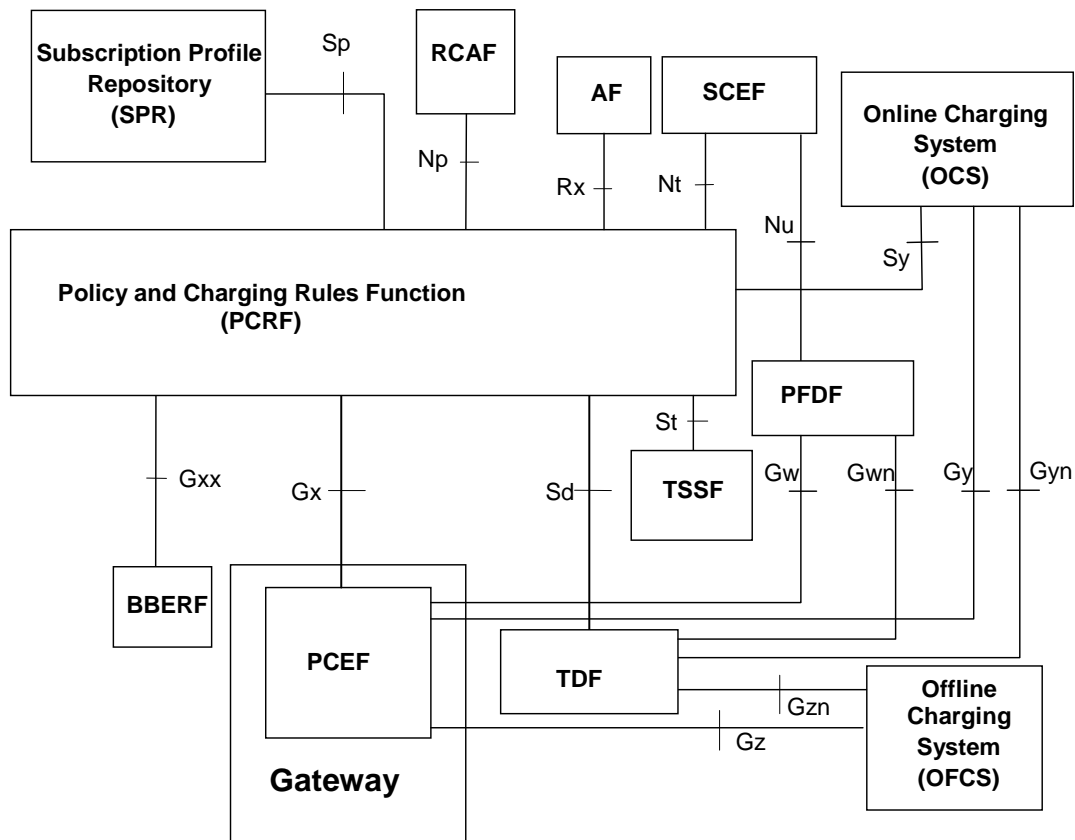 Subscription Profile
Repository
(SPR)
Sp
RCAF
AF
SCEF
Online Charging
System
(OCS)
Np
Rx
Nt
Nu
Sy
Policy and Charging Rules Function
(PCRF)
PFDF
St
Gxx
Gx
Sd
TSSF
Gw
Gwn
Gy
Gyn
BBERF
PCEF
TDF
Offline
Charging
System
(OFCS)
Gzn
Gz
Gateway